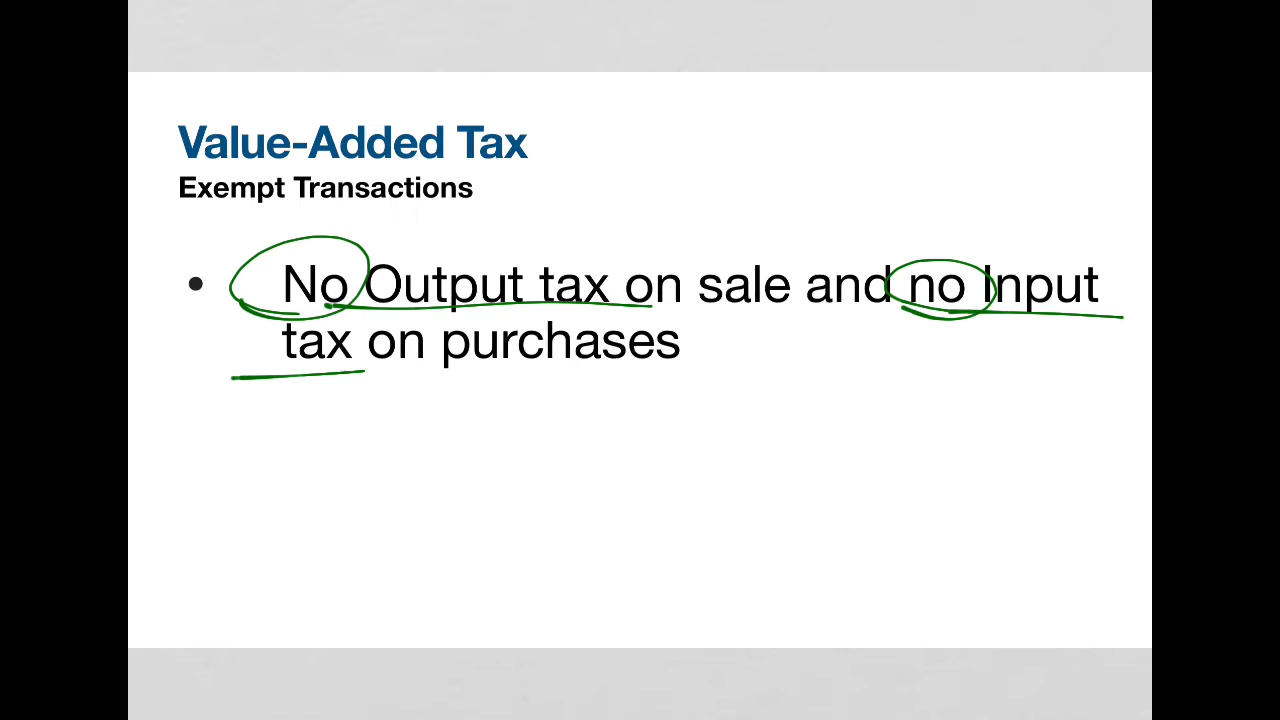 Value-Added Tax
Exempt Transactions
• No Output tax on sale and no Input
tax on purchases